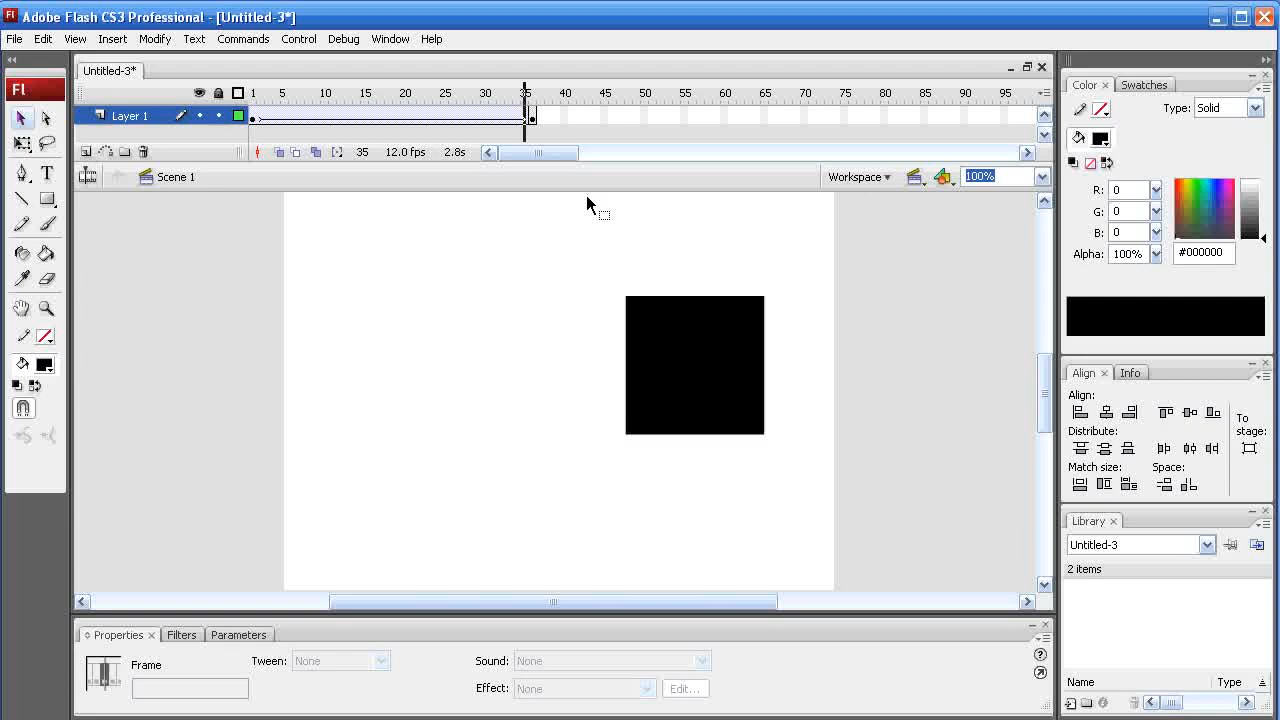 Adobe Flash CS3 Professional - [Untitled-3*]
File Edit View Insert Modify Text Commands Control Debug Window Help
Untitled-3*
Fl
1 5 10 15 20 25 30 35 40 45 50 55 60 65 70 75 80 85 90 95
Layer 1
35 12.0 fps 2.8s
Scene 1
Workspace
100%
Color Swatches
Type: Solid
R: 0
G: 0
B: 0
Alpha: 100% #000000
Align Info
Align:
To stage:
Distribute:
Match size: Space:
Library
Untitled-3
2 items
Name Type
Properties Filters Parameters
Frame Tween: None Sound: None
Effect: None Edit...